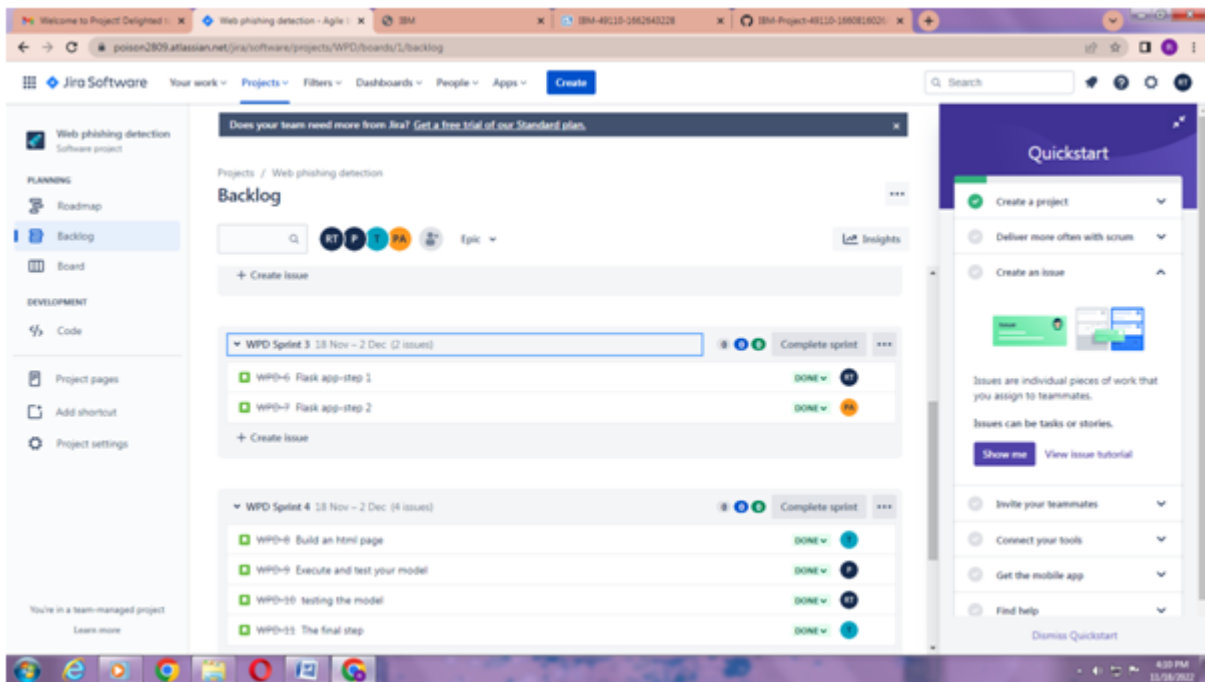 Welcome to Project! Delighted t
Web phishing detection - Agile
IBM
IBM-49110-1662643228
IBM-Project-49110-1660816026
poison2809.atlassian.net/jira/software/projects/WPD/boards/1/backlog
Jira Software Your work Projects Filters Dashboards People Apps Create Search RT
Web phishing detection
Software project
PLANNING
Roadmap
Backlog
Board
DEVELOPMENT
Code
Project pages
Add shortcut
Project settings
You're in a team-managed project
Learn more
Does your team need more from Jira? Get a free trial of our Standard plan.
Projects / Web phishing detection
Backlog
RT P T PA Epic Insights
+ Create issue
WPD Sprint 3 18 Nov – 2 Dec (2 issues) 0 0 0 Complete sprint
WPD-6 Flask app-step 1 DONE RT
WPD-7 Flask app-step 2 DONE PA
+ Create issue
WPD Sprint 4 18 Nov – 2 Dec (4 issues) 0 0 0 Complete sprint
WPD-8 Build an html page DONE T
WPD-9 Execute and test your model DONE P
WPD-10 testing the model DONE RT
WPD-11 The final step DONE T
Quickstart
Create a project
Deliver more often with scrum
Create an issue
Issues are individual pieces of work that
you assign to teammates.
Issues can be tasks or stories.
Show me View issue tutorial
Invite your teammates
Connect your tools
Get the mobile app
Find help
Dismiss Quickstart
4:10 PM
11/18/2022